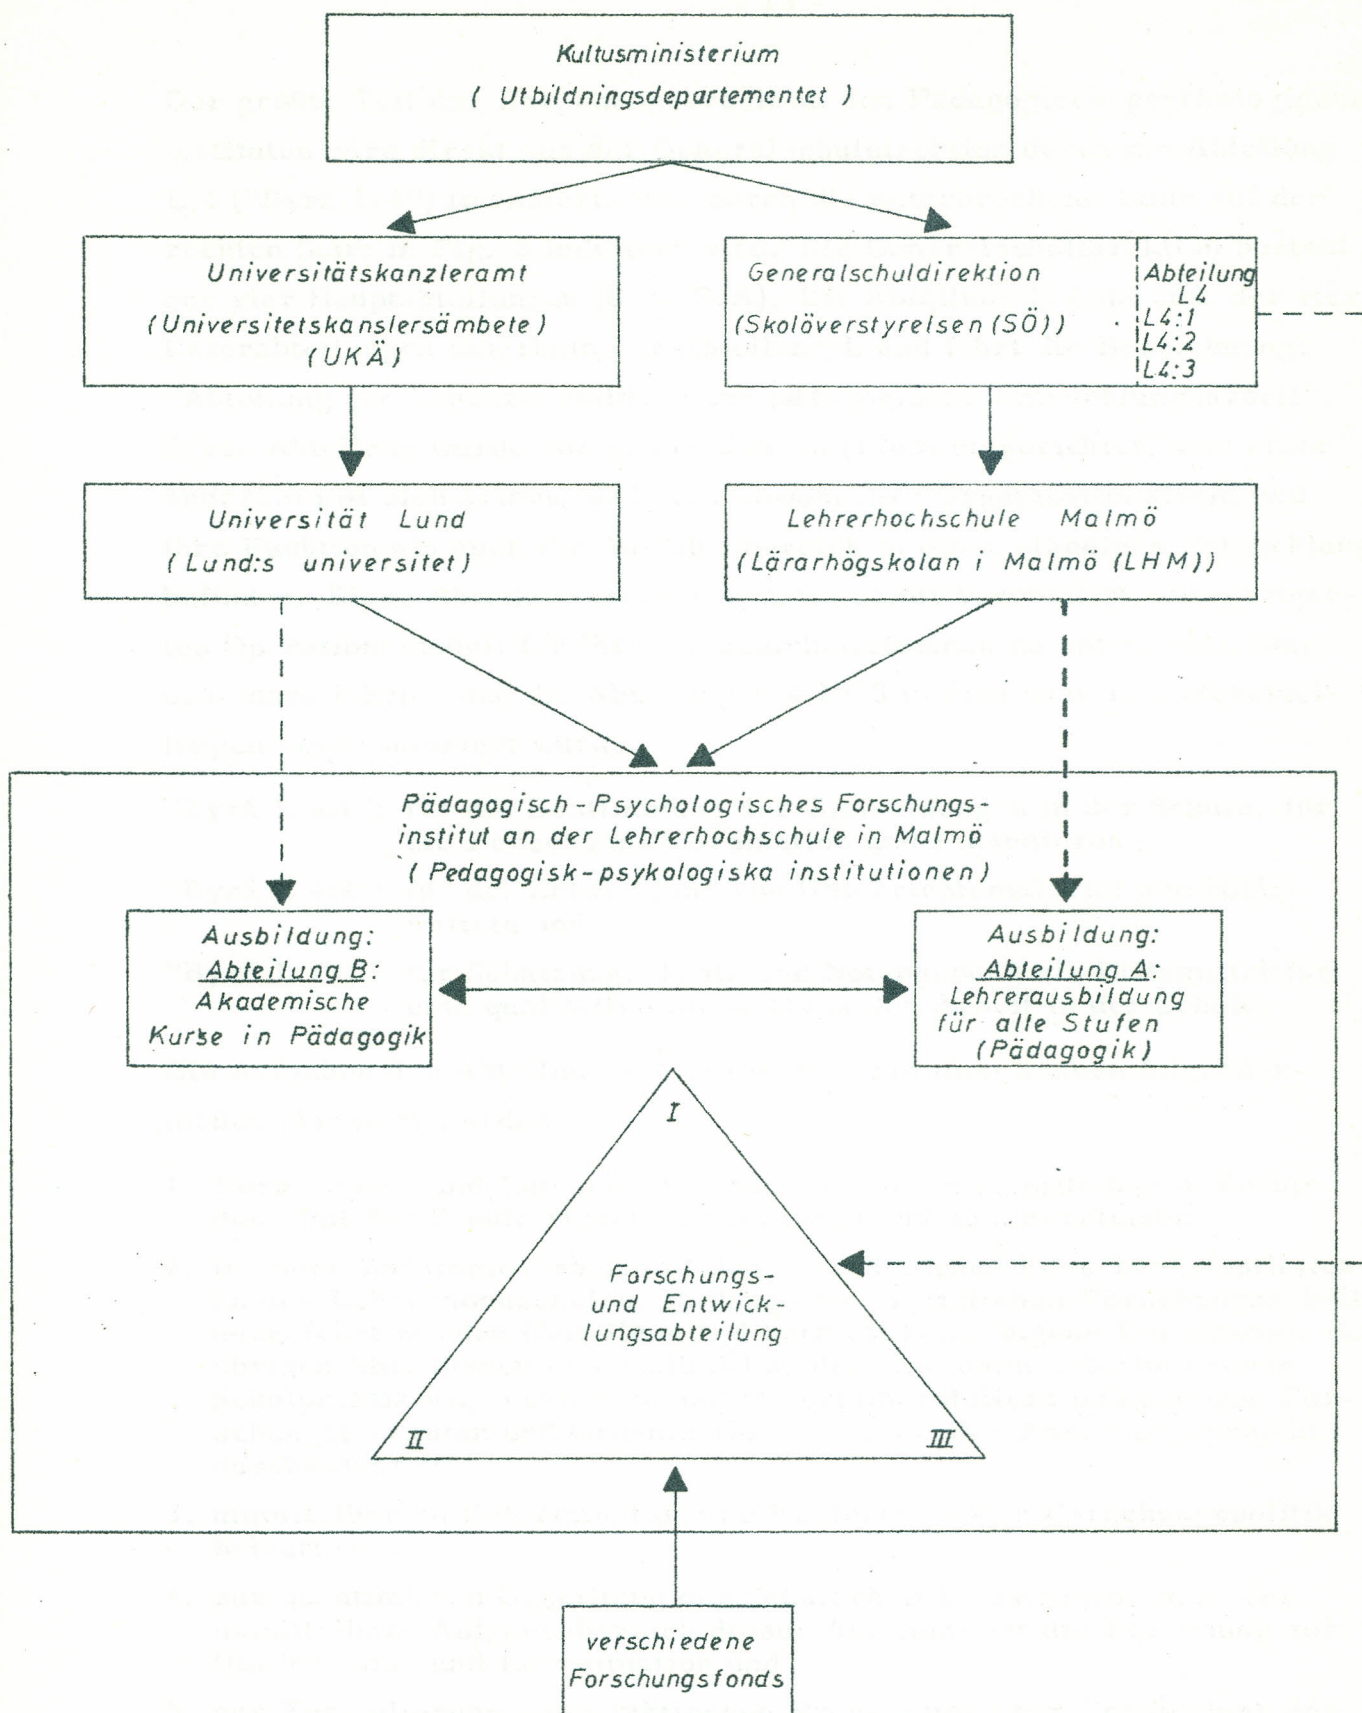 Kultusministerium
( Utbildningsdepartementet )
Universitätskanzleramt
(Universitetskanslersämbete)
(UKÄ)
Generalschuldirektion
(Skolöverstyrelsen (SÖ))
Abteilung
L4
L4:1
L4:2
L4:3
Universität Lund
( Lund:s universitet)
Lehrerhochschule Malmö
(Lärarhögskolan i Malmö (LHM))
Pädagogisch-Psychologisches Forschungs-
institut an der Lehrerhochschule in Malmö
( Pedagogisk-psykologiska institutionen)
Ausbildung:
Abteilung B:
Akademische
Kurse in Pädagogik
Ausbildung:
Abteilung A:
Lehrerausbildung
für alle Stufen
(Pädagogik)
I
Forschungs-
und Entwick-
lungsabteilung
II III
verschiedene
Forschungsfonds